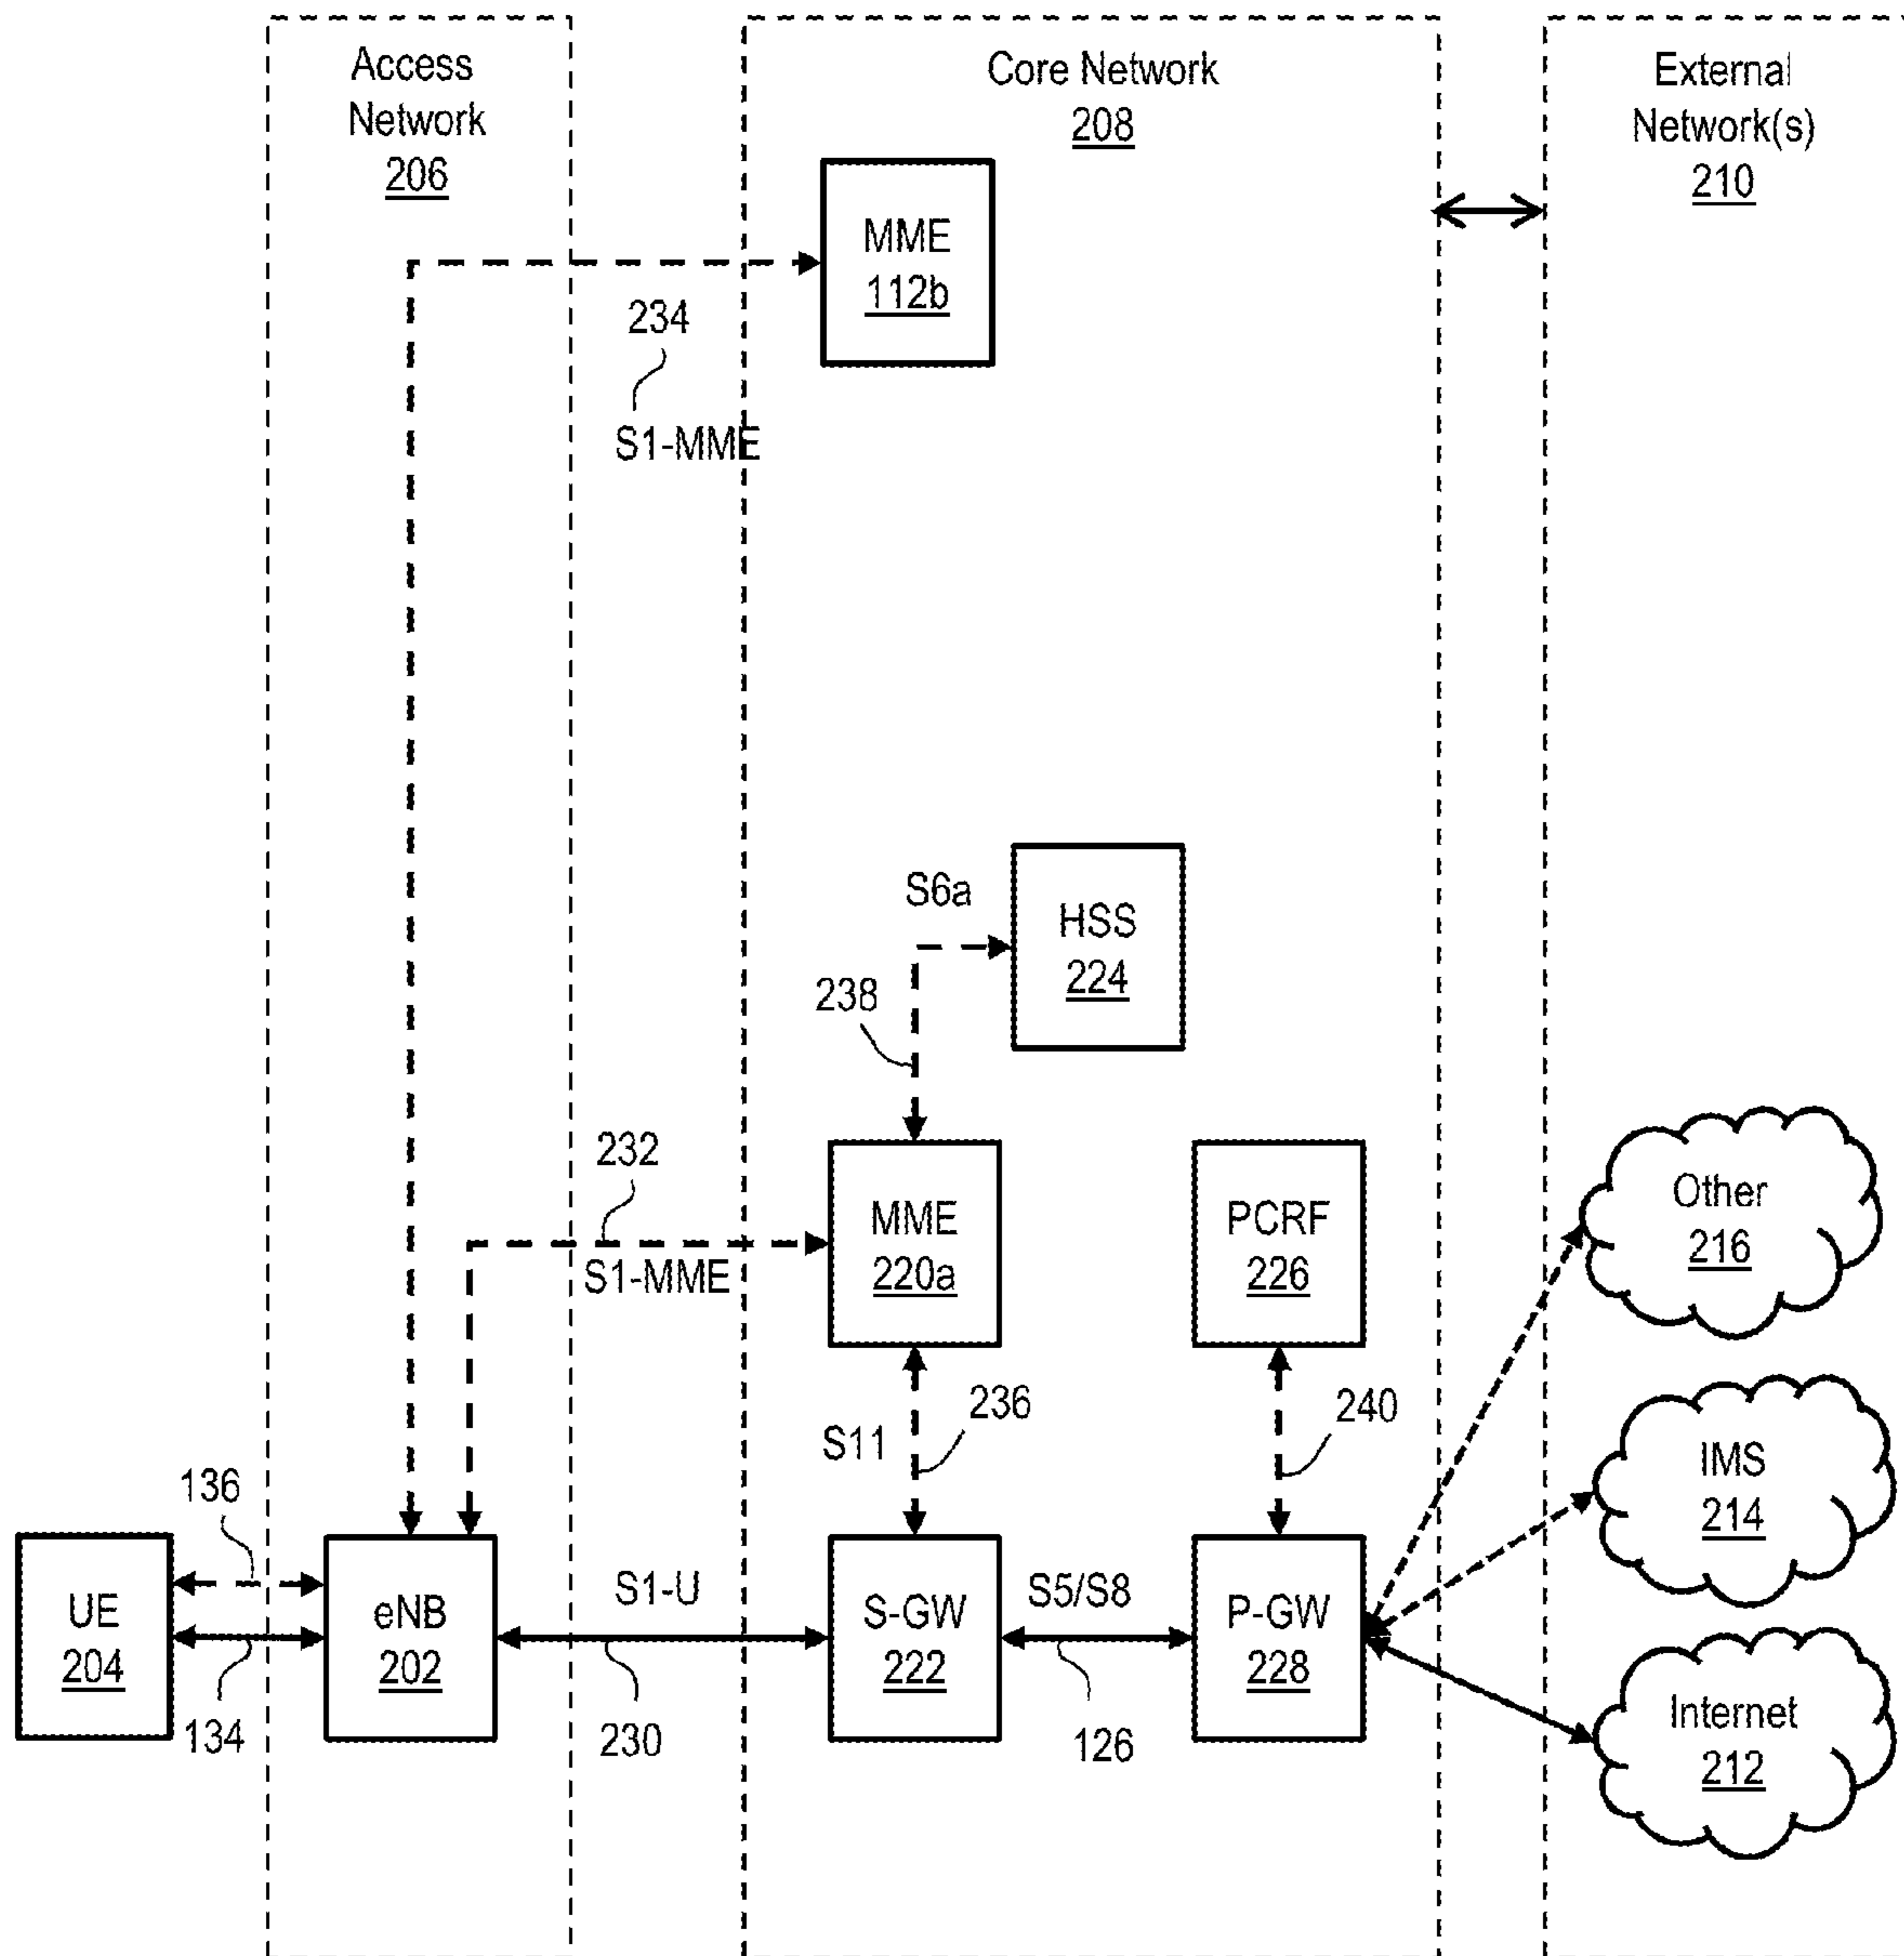 Access
Network
206
Core Network
208
External
Network(s)
210
MME
112b
234
S1-MME
S6a
HSS
224
238
232
S1-MME
MME
220a
PCRF
226
Other
216
S11
236
240
IMS
214
136
UE
204
134
eNB
202
S1-U
230
S-GW
222
S5/S8
126
P-GW
228
Internet
212